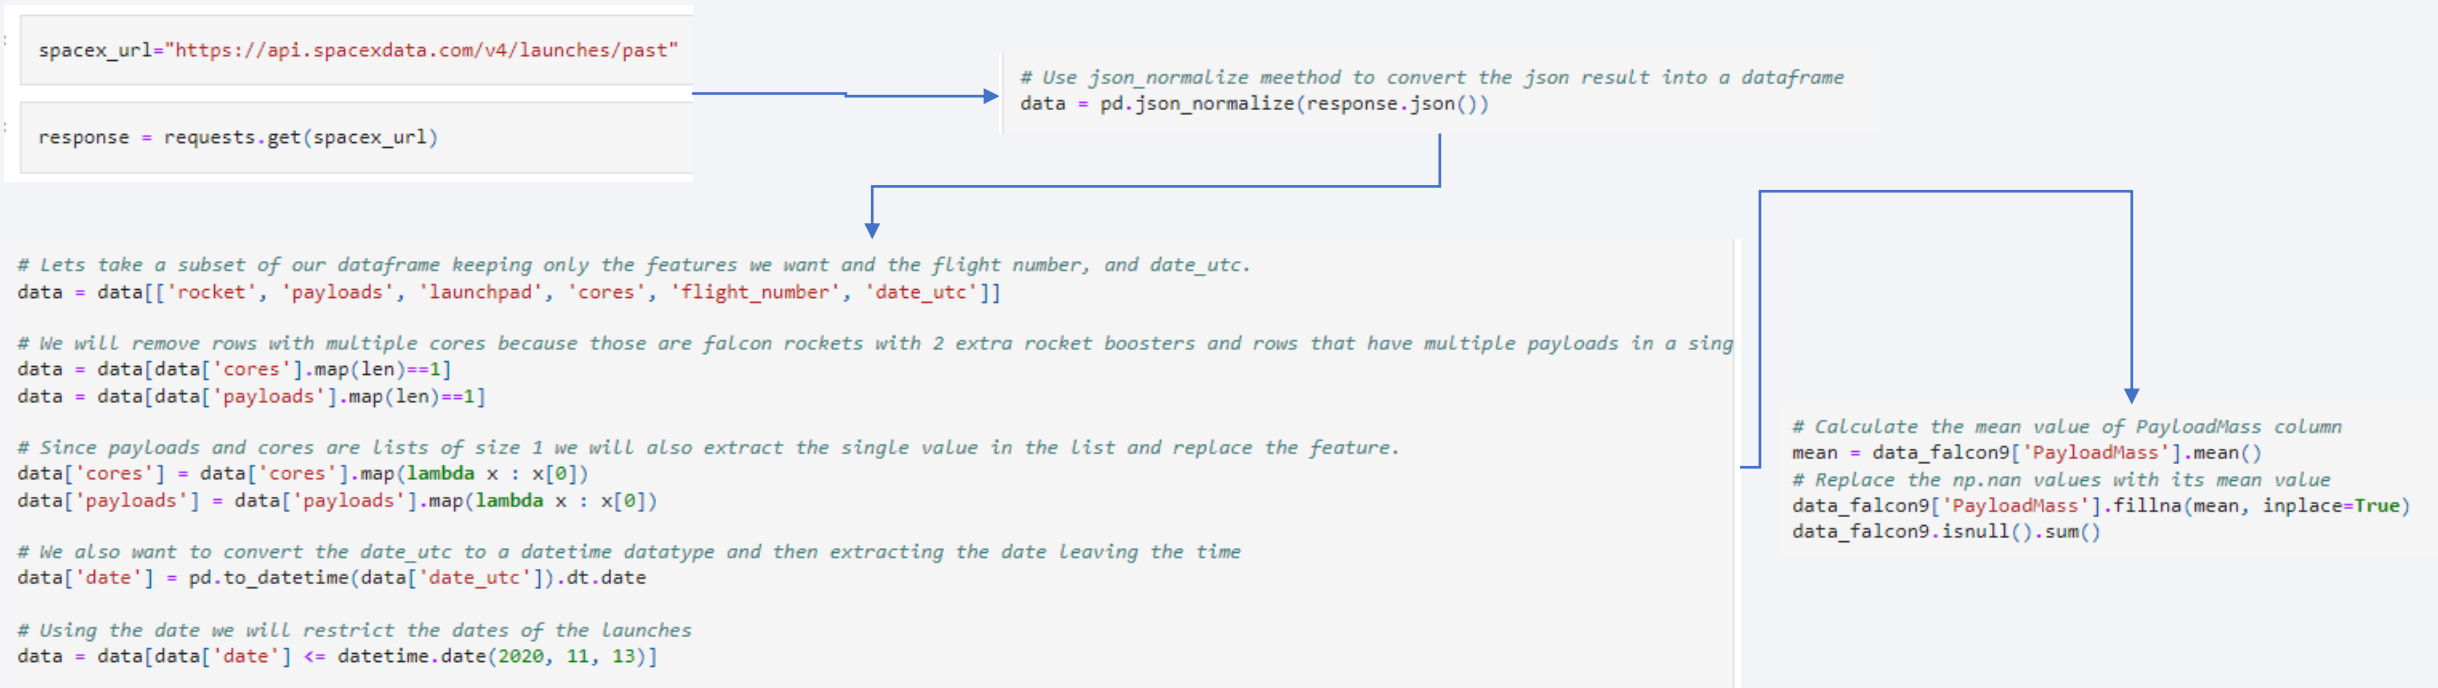 spacex_url="https://api.spacexdata.com/v4/launches/past"
response = requests.get(spacex_url)
# Use json_normalize meethod to convert the json result into a dataframe
data = pd.json_normalize(response.json())
# Lets take a subset of our dataframe keeping only the features we want and the flight number, and date_utc.
data = data[['rocket', 'payloads', 'launchpad', 'cores', 'flight_number', 'date_utc']]
# We will remove rows with multiple cores because those are falcon rockets with 2 extra rocket boosters and rows that have multiple payloads in a sing
data = data[data['cores'].map(len)==1]
data = data[data['payloads'].map(len)==1]
# Since payloads and cores are lists of size 1 we will also extract the single value in the list and replace the feature.
data['cores'] = data['cores'].map(lambda x : x[0])
data['payloads'] = data['payloads'].map(lambda x : x[0])
# We also want to convert the date_utc to a datetime datatype and then extracting the date leaving the time
data['date'] = pd.to_datetime(data['date_utc']).dt.date
# Using the date we will restrict the dates of the launches
data = data[data['date'] <= datetime.date(2020, 11, 13)]
# Calculate the mean value of PayloadMass column
mean = data_falcon9['PayloadMass'].mean()
# Replace the np.nan values with its mean value
data_falcon9['PayloadMass'].fillna(mean, inplace=True)
data_falcon9.isnull().sum()